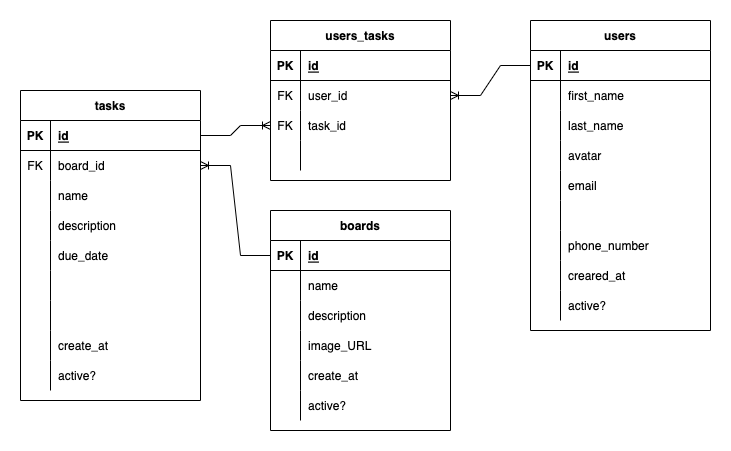 tasks
PK id
FK board_id
name
description
due_date
create_at
active?
users_tasks
PK id
FK user_id
FK task_id
boards
PK id
name
description
image_URL
create_at
active?
users
PK id
first_name
last_name
avatar
email
phone_number
creared_at
active?